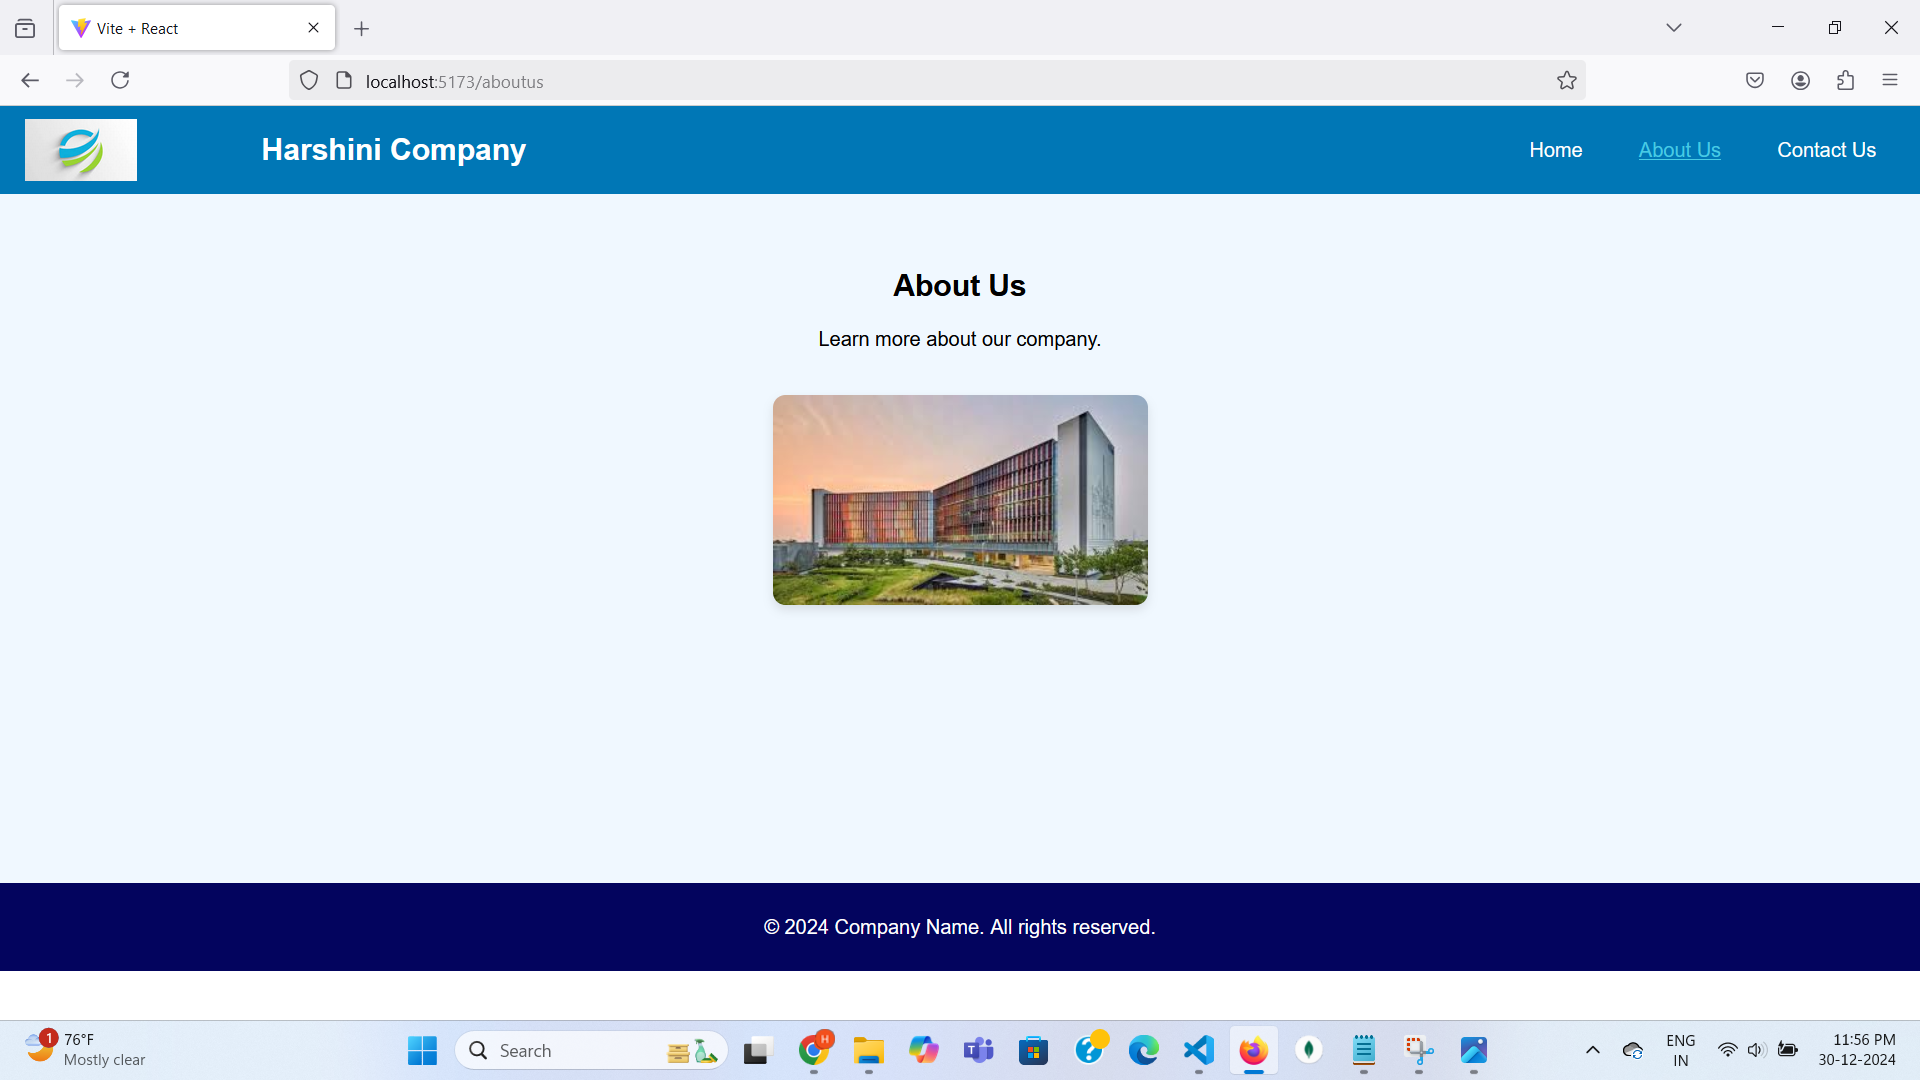 Vite + React
localhost:5173/aboutus
Harshini Company
Home
About Us
Contact Us
About Us
Learn more about our company.
© 2024 Company Name. All rights reserved.
1
76°F
Mostly clear
Search
H
ENG
IN
11:56 PM
30-12-2024